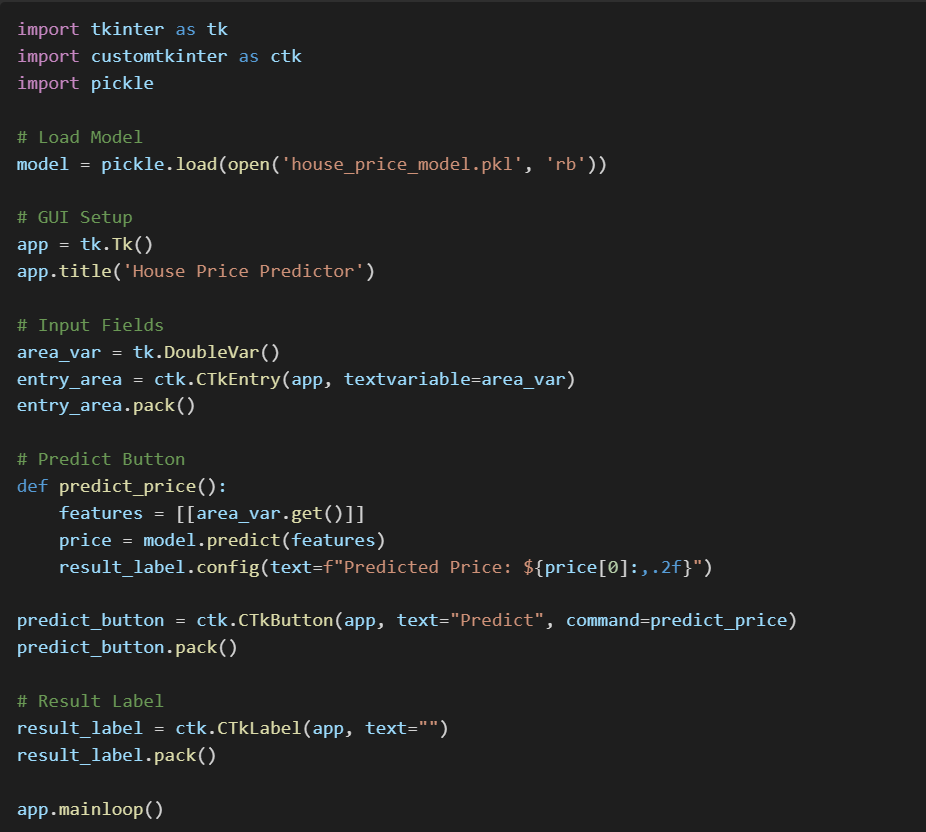 import tkinter as tk
import customtkinter as ctk
import pickle

# Load Model
model = pickle.load(open('house_price_model.pkl', 'rb'))

# GUI Setup
app = tk.Tk()
app.title('House Price Predictor')

# Input Fields
area_var = tk.DoubleVar()
entry_area = ctk.CTkEntry(app, textvariable=area_var)
entry_area.pack()

# Predict Button
def predict_price():
    features = [[area_var.get()]]
    price = model.predict(features)
    result_label.config(text=f"Predicted Price: ${price[0]:,.2f}")

predict_button = ctk.CTkButton(app, text="Predict", command=predict_price)
predict_button.pack()

# Result Label
result_label = ctk.CTkLabel(app, text="")
result_label.pack()

app.mainloop()